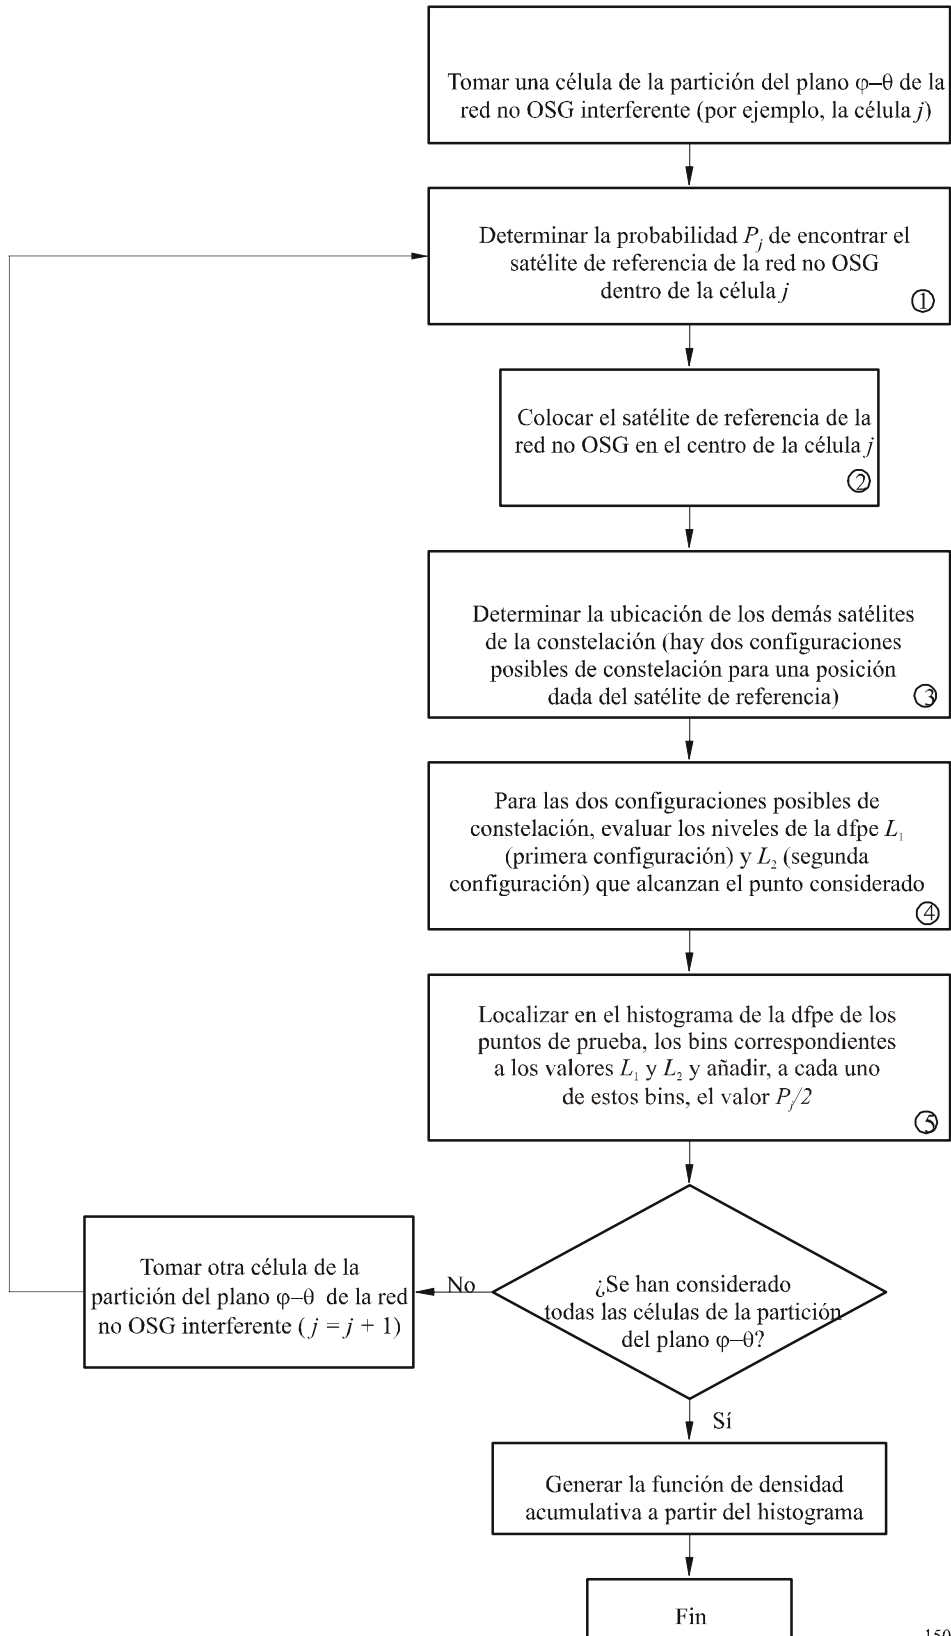 Tomar una célula de la partición del plano φ–θ de la
red no OSG interferente (por ejemplo, la célula j)
Determinar la probabilidad Pj de encontrar el
satélite de referencia de la red no OSG
dentro de la célula j
1
Colocar el satélite de referencia de la
red no OSG en el centro de la célula j
2
Determinar la ubicación de los demás satélites
de la constelación (hay dos configuraciones
posibles de constelación para una posición
dada del satélite de referencia)
3
Para las dos configuraciones posibles de
constelación, evaluar los niveles de la dfpe L1
(primera configuración) y L2 (segunda
configuración) que alcanzan el punto considerado
4
Localizar en el histograma de la dfpe de los
puntos de prueba, los bins correspondientes
a los valores L1 y L2 y añadir, a cada uno
de estos bins, el valor Pj/2
5
¿Se han considerado
todas las células de la partición
del plano φ–θ?
No
Tomar otra célula de la
partición del plano φ–θ de la red
no OSG interferente ( j = j + 1)
Sí
Generar la función de densidad
acumulativa a partir del histograma
Fin